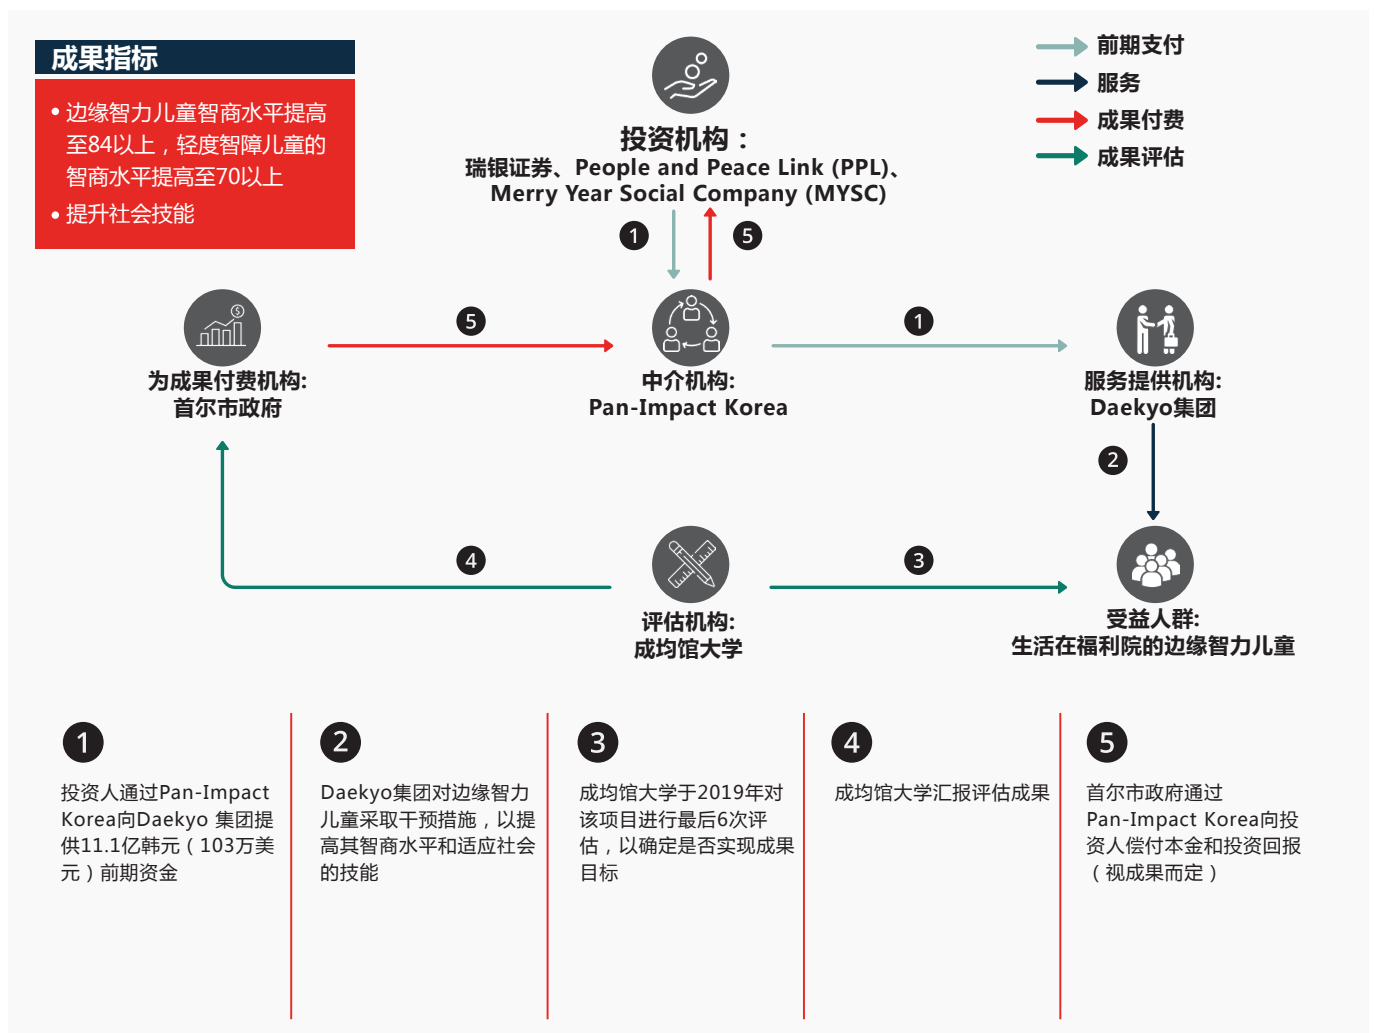 成果指标
• 边缘智力儿童智商水平提高
至84以上，轻度智障儿童的
智商水平提高至70以上
• 提升社会技能
投资机构：
瑞银证券、People and Peace Link (PPL)、
Merry Year Social Company (MYSC)
前期支付
服务
成果付费
成果评估
1
5
5
1
为成果付费机构:
首尔市政府
中介机构:
Pan-Impact Korea
服务提供机构:
Daekyo集团
2
4
3
评估机构:
成均馆大学
受益人群:
生活在福利院的边缘智力儿童
1
投资人通过Pan-Impact
Korea向Daekyo 集团提
供11.1亿韩元（103万美
元）前期资金
2
Daekyo集团对边缘智力
儿童采取干预措施，以提
高其智商水平和适应社会
的技能
3
成均馆大学于2019年对
该项目进行最后6次评
估，以确定是否实现成果
目标
4
成均馆大学汇报评估成果
5
首尔市政府通过
Pan-Impact Korea向投
资人偿付本金和投资回报
（视成果而定）